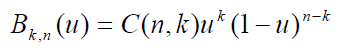 B_{k,n}(u) = C(n,k)u^k(1-u)^{n-k}